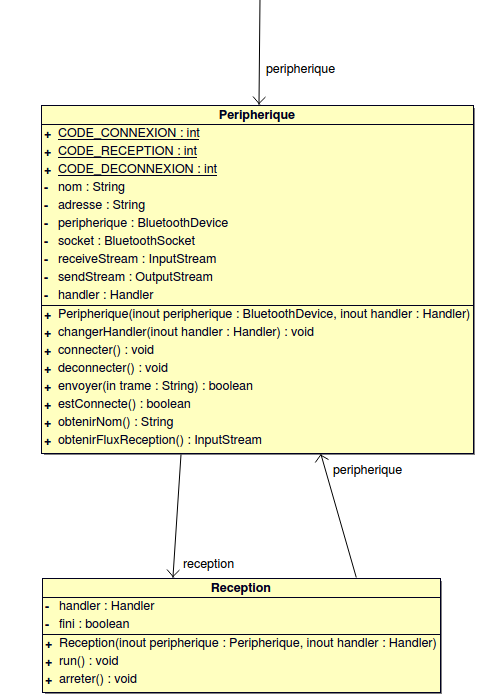 peripherique
Peripherique
+ CODE_CONNEXION : int
+ CODE_RECEPTION : int
+ CODE_DECONNEXION : int
- nom : String
- adresse : String
- peripherique : BluetoothDevice
- socket : BluetoothSocket
- receiveStream : InputStream
- sendStream : OutputStream
- handler : Handler
+ Peripherique(inout peripherique : BluetoothDevice, inout handler : Handler)
+ changerHandler(inout handler : Handler) : void
+ connecter() : void
+ deconnecter() : void
+ envoyer(in trame : String) : boolean
+ estConnecte() : boolean
+ obtenirNom() : String
+ obtenirFluxReception() : InputStream
peripherique
reception
Reception
- handler : Handler
- fini : boolean
+ Reception(inout peripherique : Peripherique, inout handler : Handler)
+ run() : void
+ arreter() : void